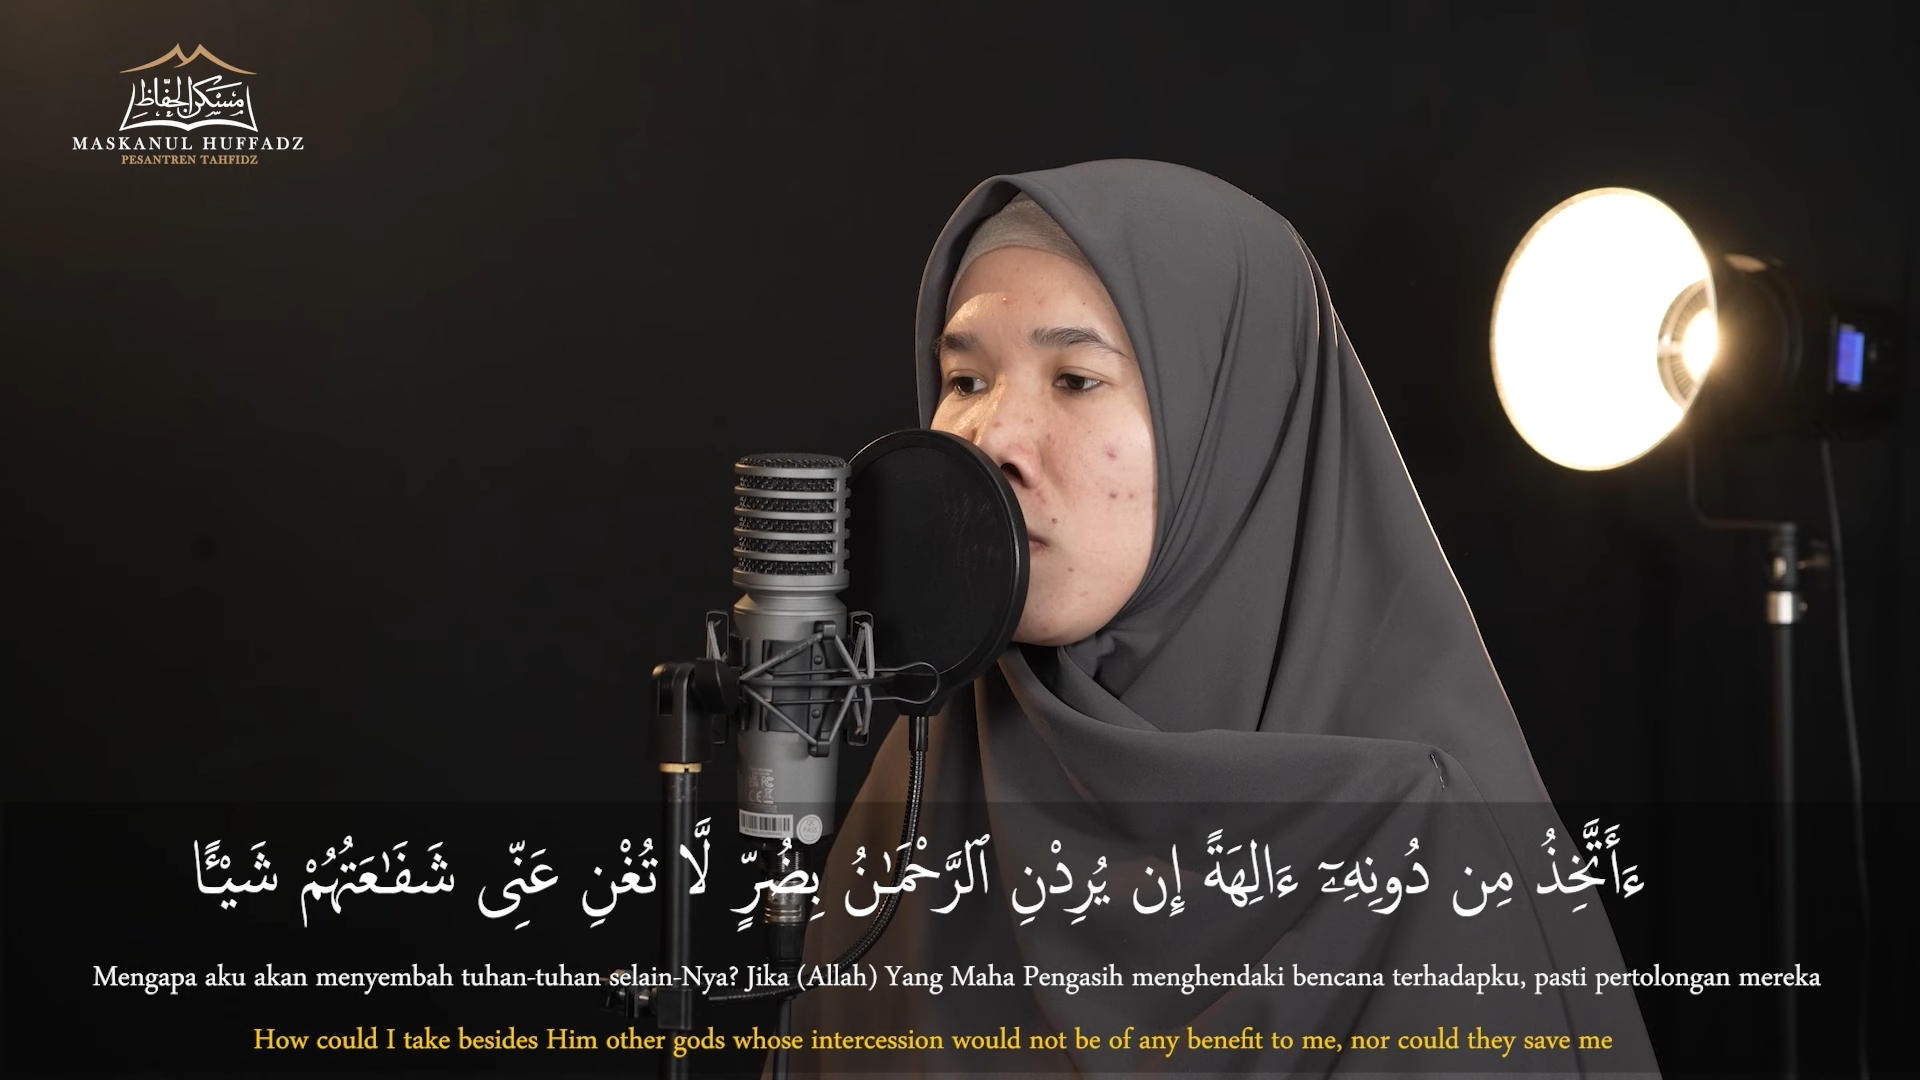 مسكن الحفاظ
MASKANUL HUFFADZ
PESANTREN TAHFIDZ
ءَأَتَّخِذُ مِن دُونِهِۦٓ ءَالِهَةً إِن يُرِدْنِ ٱلرَّحْمَـٰنُ بِضُرٍّ لَّا تُغْنِ عَنِّى شَفَـٰعَتُهُمْ شَيْـًٔا
Mengapa aku akan menyembah tuhan-tuhan selain-Nya? Jika (Allah) Yang Maha Pengasih menghendaki bencana terhadapku, pasti pertolongan mereka
How could I take besides Him other gods whose intercession would not be of any benefit to me, nor could they save me